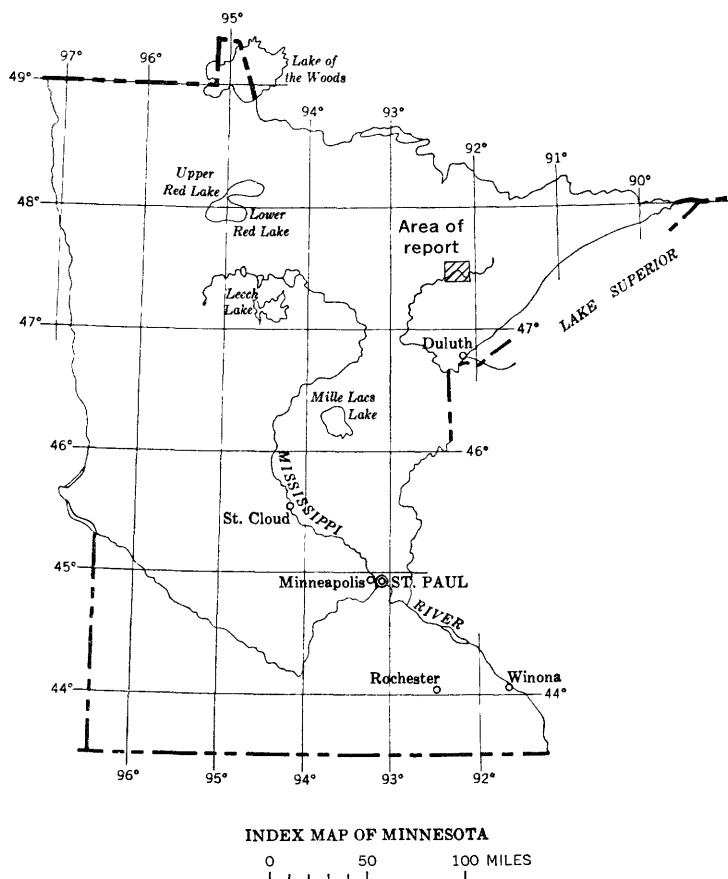 95°
97°
96°
Lake of
the Woods
49°
94°
93°
92°
91°
90°
Upper
Red Lake
48°
Lower
Red Lake
Area of
report
Leech
Lake
LAKE SUPERIOR
47°
47°
Duluth
Mille Lacs
Lake
46°
46°
MISSISSIPPI
St. Cloud
45°
Minneapolis
ST. PAUL
RIVER
Rochester
Winona
44°
44°
96°
95°
94°
93°
92°
INDEX MAP OF MINNESOTA
0 50 100 MILES